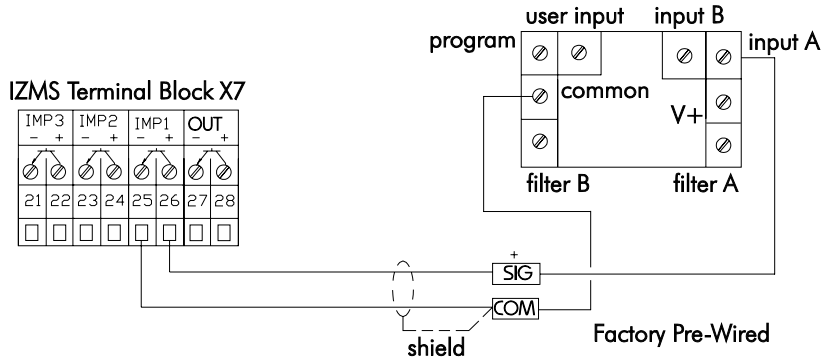 user input
input B
program
input A
IZMS Terminal Block X7
common
V+
IMP3 IMP2 IMP1 OUT
- + - + - + - +
21 22 23 24 25 26 27 28
filter B
filter A
+
SIG
COM
Factory Pre-Wired
shield